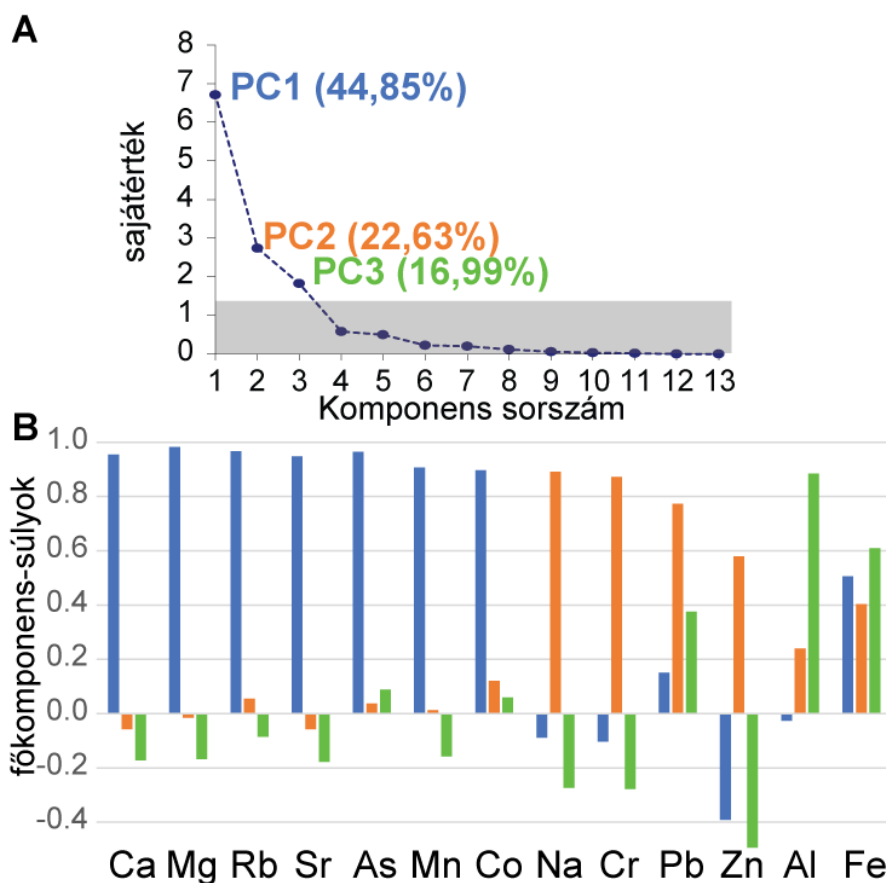 A
8
7
6
5
4
3
2
1
0
sajátérték
PC1 (44,85%)
PC2 (22,63%)
PC3 (16,99%)
1 2 3 4 5 6 7 8 9 10 11 12 13
Komponens sorszám
B
1.0
0.8
0.6
0.4
0.2
0.0
-0.2
-0.4
főkomponens-súlyok
Ca Mg Rb Sr As Mn Co Na Cr Pb Zn Al Fe